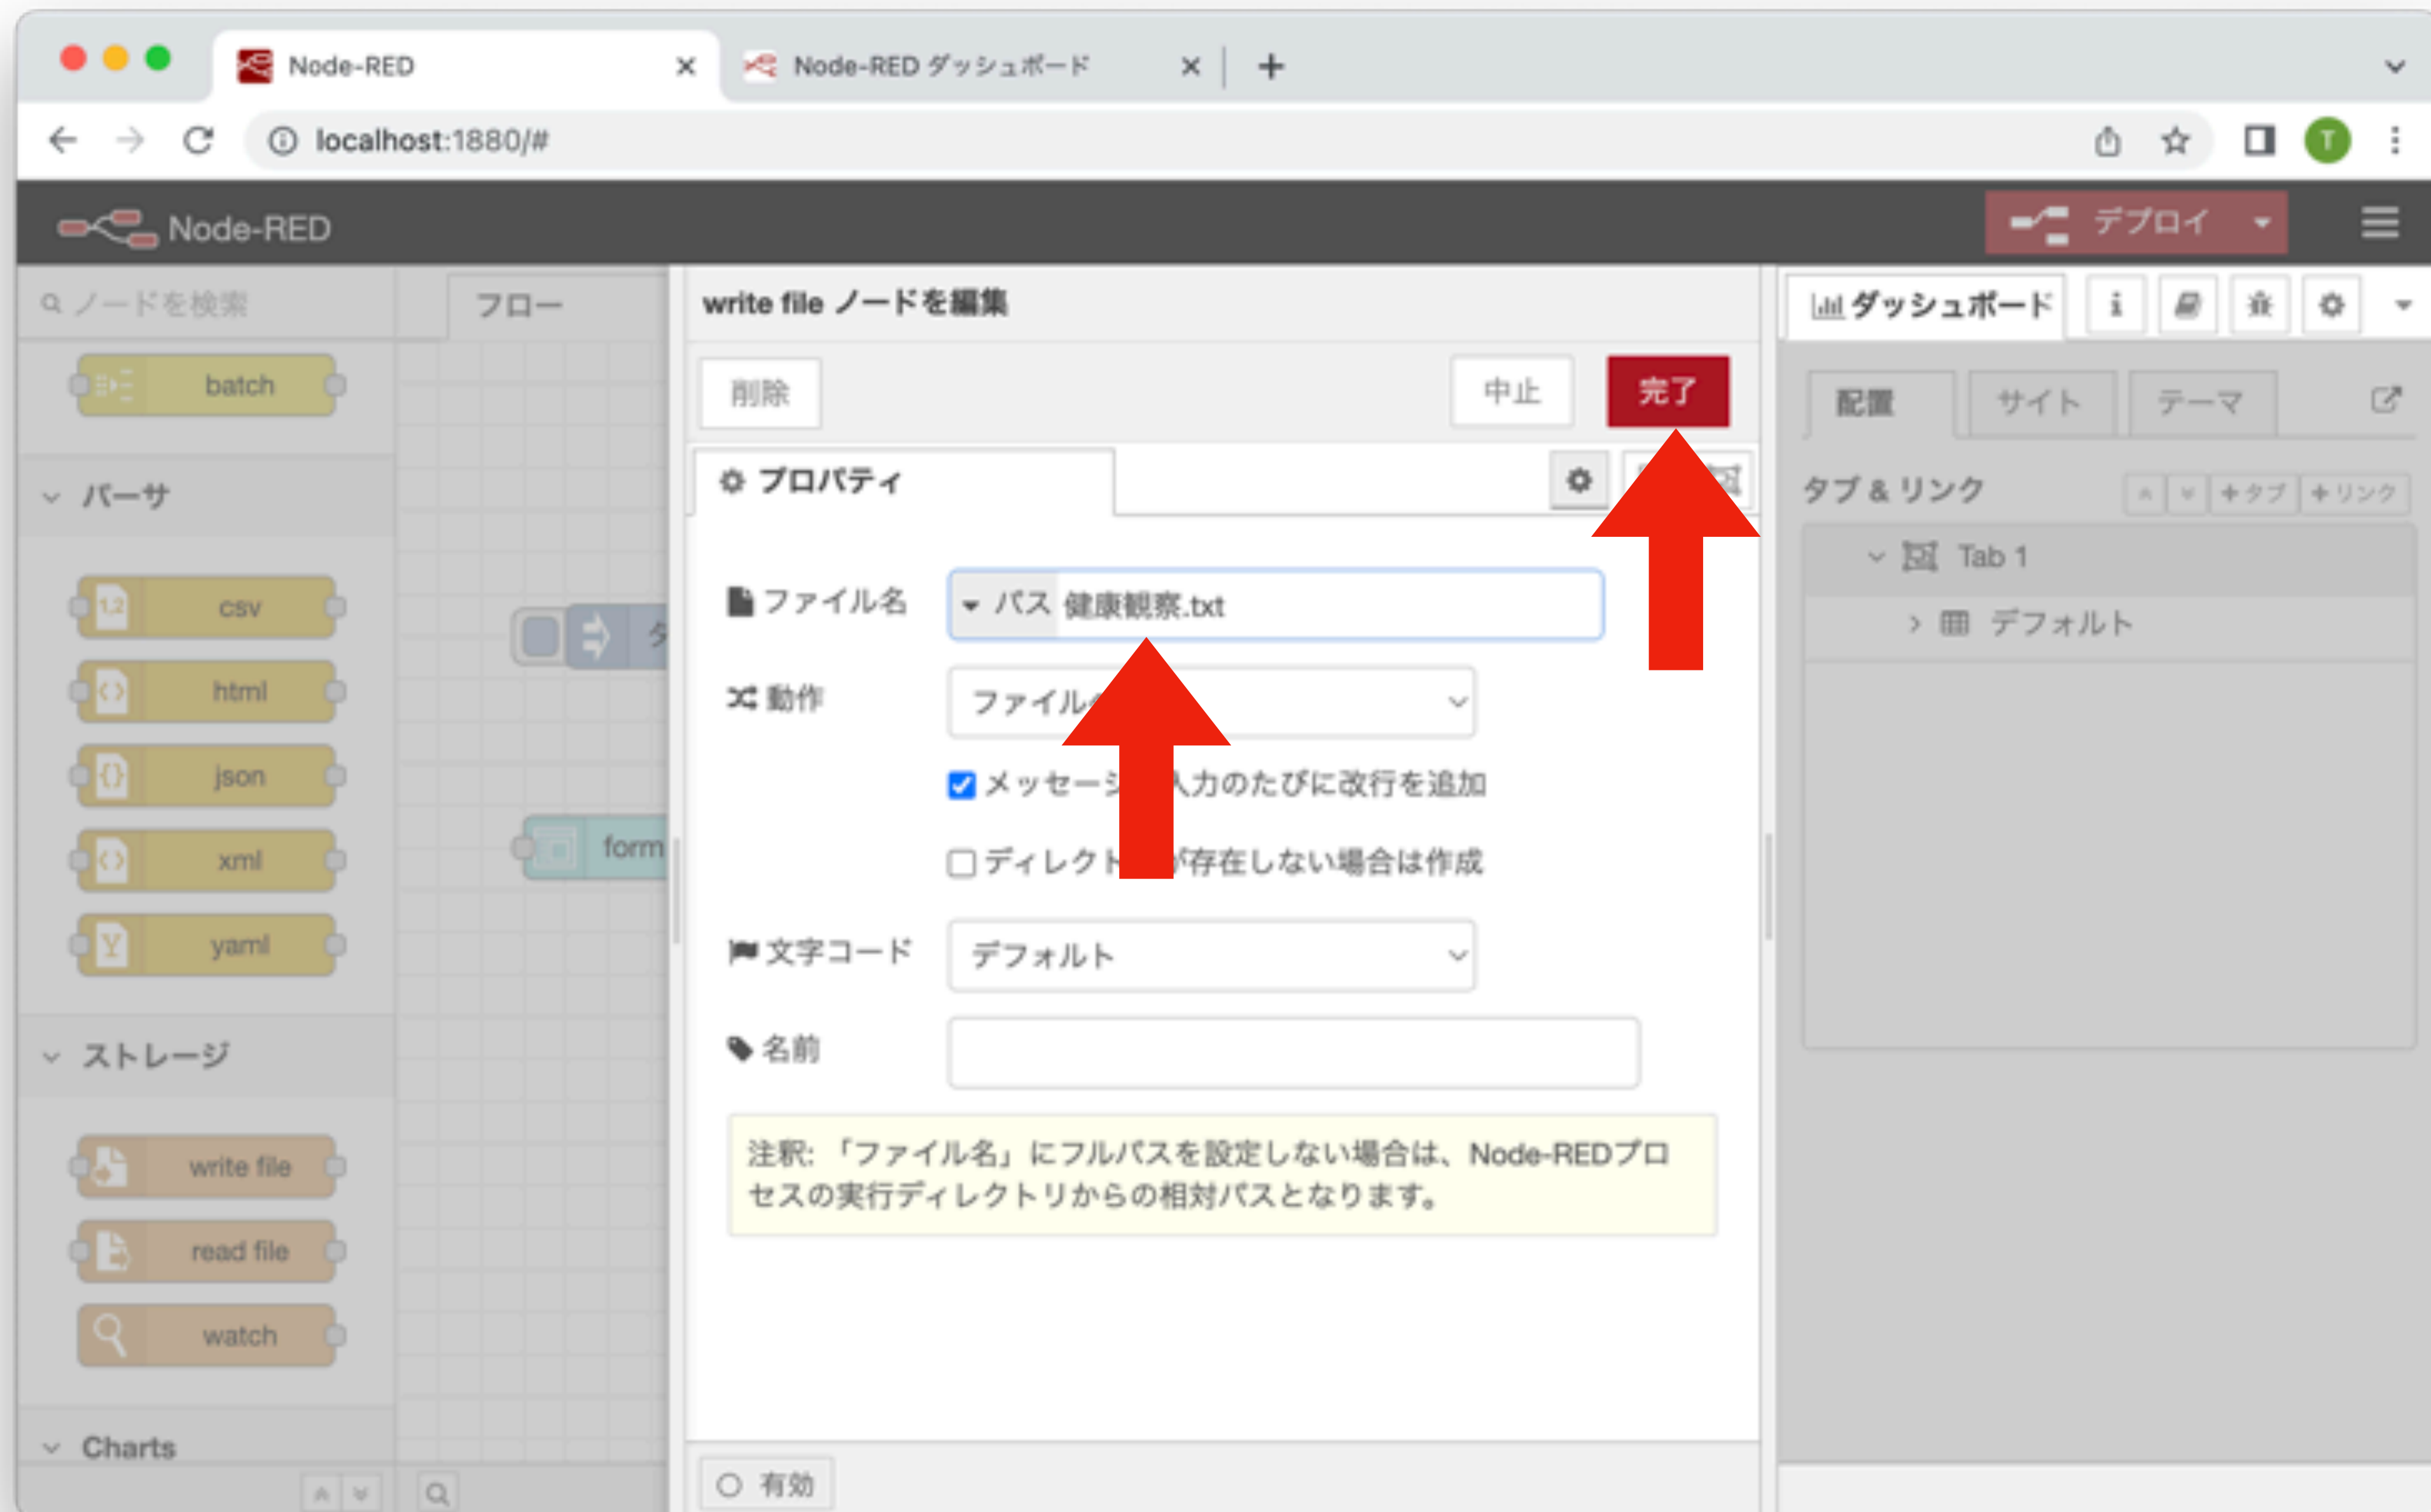 Node-RED
Node-RED ダッシュボード
localhost:1880/#
T
Node-RED
デプロイ
ノードを検索
フロー
write file ノードを編集
ダッシュボード
batch
削除
中止
完了
配置
サイト
テーマ
パーサ
プロパティ
タブ & リンク
+タブ
+リンク
csv
html
json
xml
yaml
form
ファイル名
パス
健康観察.txt
Tab 1
デフォルト
動作
ファイル
メッセージ
入力のたびに改行を追加
ディレクト
が存在しない場合は作成
文字コード
デフォルト
名前
ストレージ
write file
read file
watch
注釈: 「ファイル名」にフルパスを設定しない場合は、Node-REDプロ
セスの実行ディレクトリからの相対パスとなります。
Charts
有効